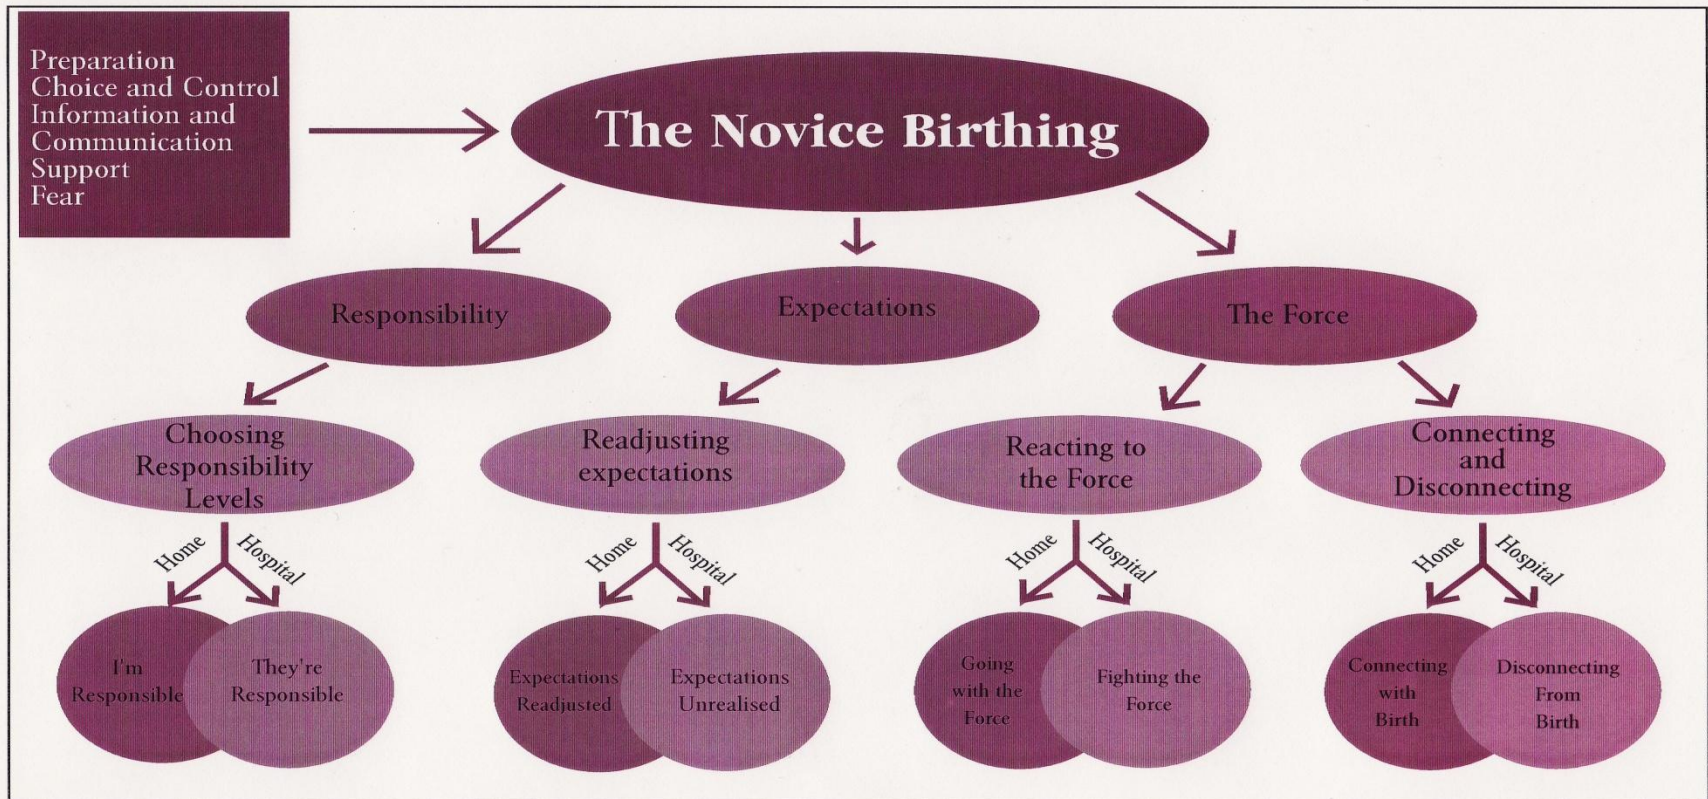 Preparation
Choice and Control
Information and
Communication
Support
Fear
The Novice Birthing
Responsibility
Expectations
The Force
Choosing
Responsibility
Levels
Readjusting
expectations
Reacting to
the Force
Connecting
and
Disconnecting
Home
Hospital
Home
Hospital
Home
Hospital
Home
Hospital
I'm
Responsible
They're
Responsible
Expectations
Readjusted
Expectations
Unrealised
Going
with the
Force
Fighting the
Force
Connecting
with
Birth
Disconnecting
From
Birth